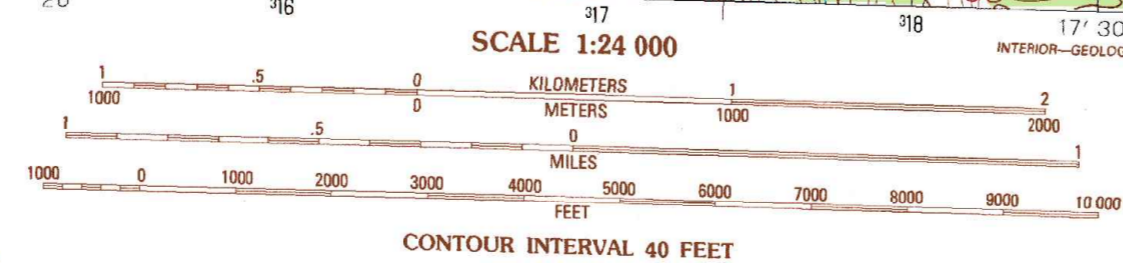 ³16 ³17 ³18 17′ 30
SCALE 1:24 000
INTERIOR—GEOLOG
1 .5 0 KILOMETERS 1 2
1000 0 METERS 1000 2000
1 .5 0 1
MILES
1000 0 1000 2000 3000 4000 5000 6000 7000 8000 9000 10 000
FEET
CONTOUR INTERVAL 40 FEET